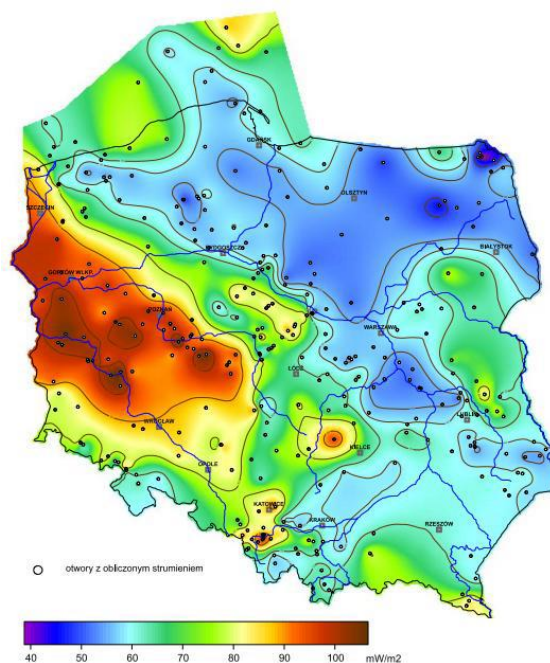 GDAŃSK
OLSZTYN
SZCZECIN
BYDGOSZCZ
BIAŁYSTOK
GORZÓW WLKP.
POZNAŃ
WARSZAWA
ŁÓDŹ
LUBLIN
WROCŁAW
KIELCE
OPOLE
KATOWICE
KRAKÓW
RZESZÓW
otwory z obliczonym strumieniem
40 50 60 70 80 90 100 mW/m2